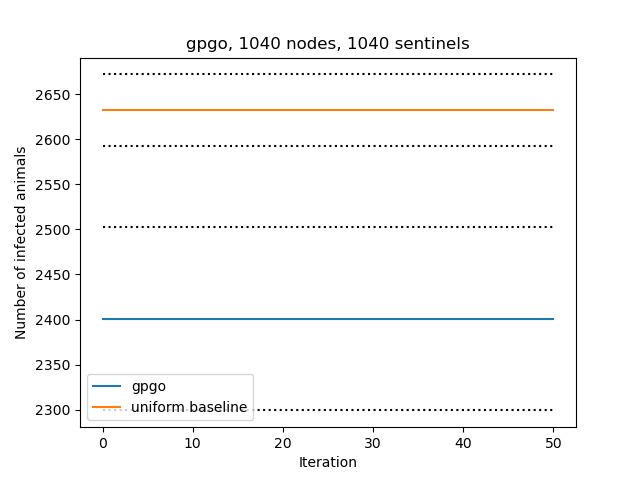 gpgo, 1040 nodes, 1040 sentinels
Number of infected animals
2650
2600
2550
2500
2450
2400
2350
2300
gpgo
uniform baseline
0
10
20
30
40
50
Iteration